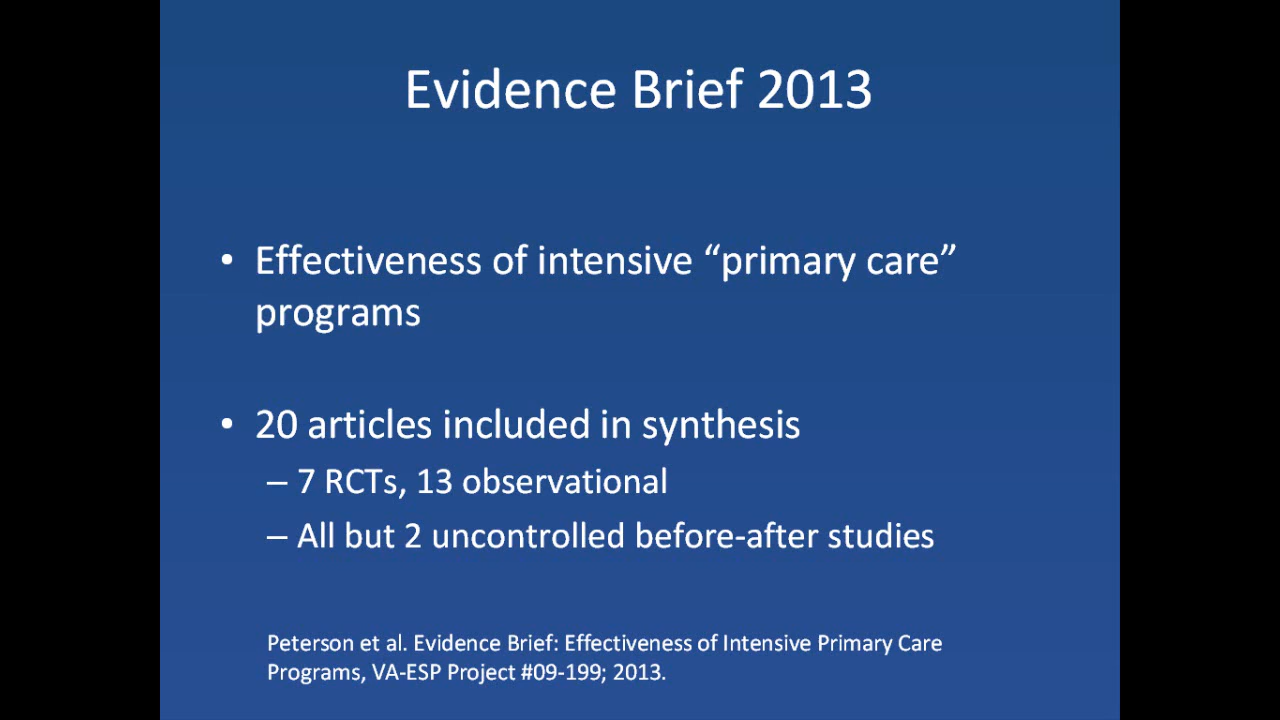 Evidence Brief 2013
• Effectiveness of intensive “primary care”
programs
• 20 articles included in synthesis
– 7 RCTs, 13 observational
– All but 2 uncontrolled before-after studies
Peterson et al. Evidence Brief: Effectiveness of Intensive Primary Care
Programs, VA-ESP Project #09-199; 2013.